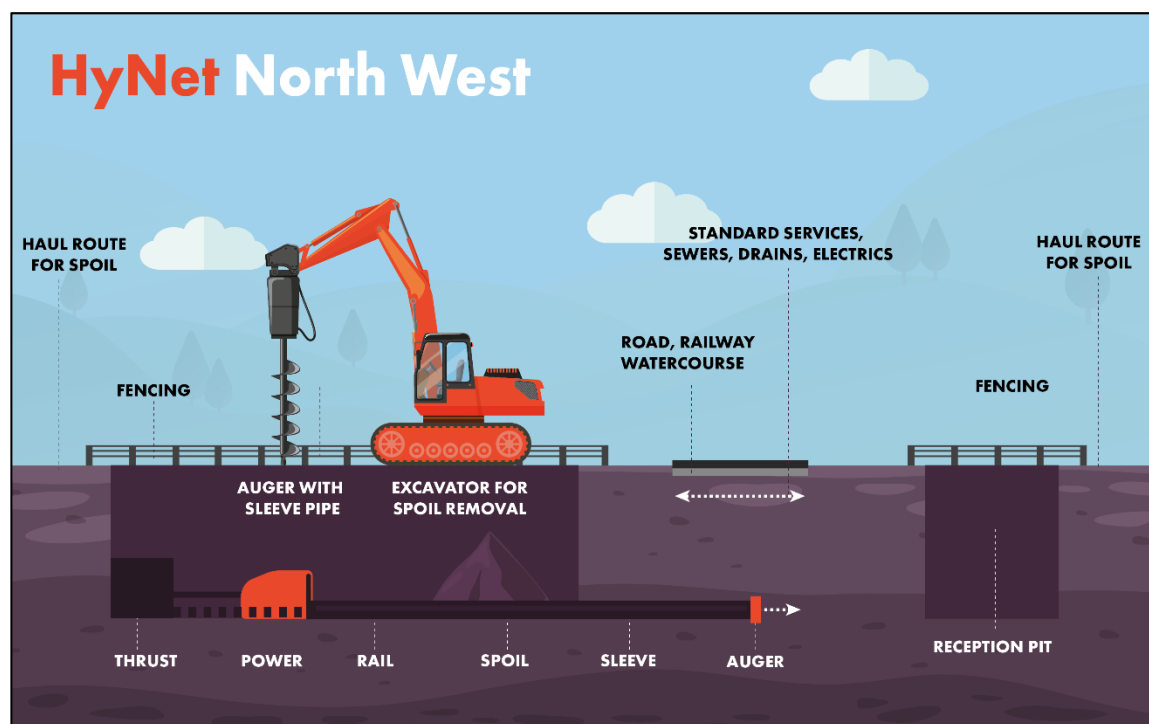 HyNet North West
HAUL ROUTE
FOR SPOIL
STANDARD SERVICES,
SEWERS, DRAINS, ELECTRICS
HAUL ROUTE
FOR SPOIL
ROAD, RAILWAY
WATERCOURSE
FENCING
FENCING
AUGER WITH
SLEEVE PIPE
EXCAVATOR FOR
SPOIL REMOVAL
THRUST
POWER
RAIL
SPOIL
SLEEVE
AUGER
RECEPTION PIT